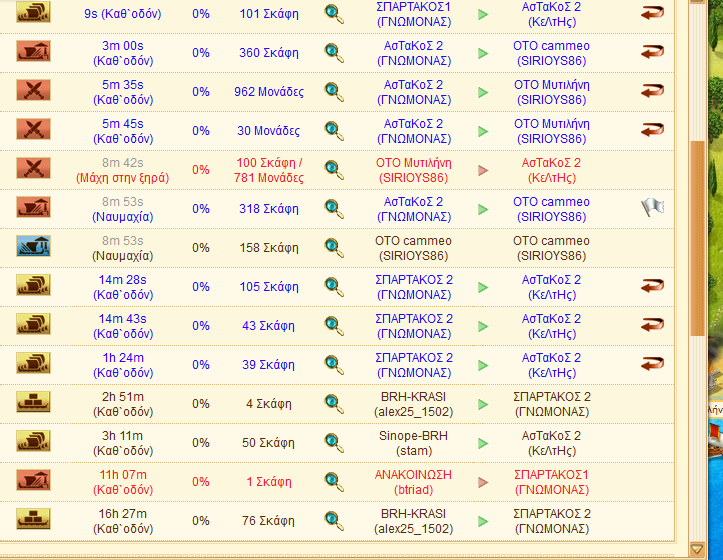 9s (Καθ`οδόν) 0% 101 Σκάφη ΣΠΑΡΤΑΚΟΣ1 (ΓΝΩΜΟΝΑΣ) ΑσΤαΚοΣ 2 (ΚεΛτΗς)
3m 00s (Καθ`οδόν) 0% 360 Σκάφη ΑσΤαΚοΣ 2 (ΓΝΩΜΟΝΑΣ) ΟΤΟ cammeo (SIRIOYS86)
5m 35s (Καθ`οδόν) 0% 962 Μονάδες ΑσΤαΚοΣ 2 (ΓΝΩΜΟΝΑΣ) ΟΤΟ Μυτιλήνη (SIRIOYS86)
5m 45s (Καθ`οδόν) 0% 30 Μονάδες ΑσΤαΚοΣ 2 (ΓΝΩΜΟΝΑΣ) ΟΤΟ Μυτιλήνη (SIRIOYS86)
8m 42s (Μάχη στην ξηρά) 0% 100 Σκάφη / 781 Μονάδες ΟΤΟ Μυτιλήνη (SIRIOYS86) ΑσΤαΚοΣ 2 (ΚεΛτΗς)
8m 53s (Ναυμαχία) 0% 318 Σκάφη ΑσΤαΚοΣ 2 (ΓΝΩΜΟΝΑΣ) ΟΤΟ cammeo (SIRIOYS86)
8m 53s (Ναυμαχία) 0% 158 Σκάφη ΟΤΟ cammeo (SIRIOYS86) ΟΤΟ cammeo (SIRIOYS86)
14m 28s (Καθ`οδόν) 0% 105 Σκάφη ΣΠΑΡΤΑΚΟΣ 2 (ΓΝΩΜΟΝΑΣ) ΑσΤαΚοΣ 2 (ΚεΛτΗς)
14m 43s (Καθ`οδόν) 0% 43 Σκάφη ΣΠΑΡΤΑΚΟΣ 2 (ΓΝΩΜΟΝΑΣ) ΑσΤαΚοΣ 2 (ΚεΛτΗς)
1h 24m (Καθ`οδόν) 0% 39 Σκάφη ΣΠΑΡΤΑΚΟΣ 2 (ΓΝΩΜΟΝΑΣ) ΑσΤαΚοΣ 2 (ΚεΛτΗς)
2h 51m (Καθ`οδόν) 0% 4 Σκάφη BRH-KRASI (alex25_1502) ΣΠΑΡΤΑΚΟΣ 2 (ΓΝΩΜΟΝΑΣ)
3h 11m (Καθ`οδόν) 0% 50 Σκάφη Sinope-BRH (stam) ΑσΤαΚοΣ 2 (ΚεΛτΗς)
11h 07m (Καθ`οδόν) 0% 1 Σκάφη ΑΝΑΚΟΙΝΩΣΗ (btriad) ΣΠΑΡΤΑΚΟΣ1 (ΓΝΩΜΟΝΑΣ)
16h 27m (Καθ`οδόν) 0% 76 Σκάφη BRH-KRASI (alex25_1502) ΣΠΑΡΤΑΚΟΣ 2 (ΓΝΩΜΟΝΑΣ)